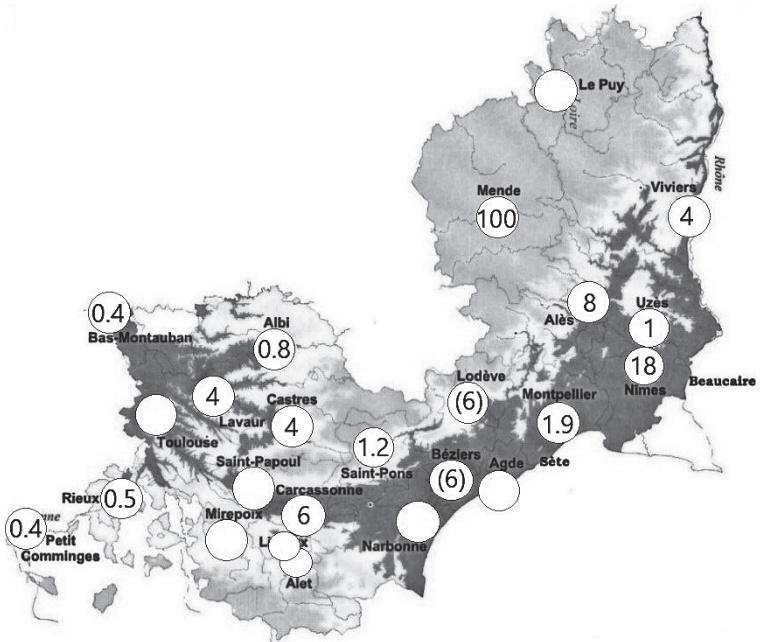 Le Puy
Loire
Rhône
Mende
100
Viviers
4
8
Alès
Uzès
1
18
Nimes
Beaucaire
0.4
Bas-Montauban
Albi
0.8
4
Lavaur
Castres
4
Toulouse
Lodève
(6)
Montpellier
1.9
Sète
1.2
Saint-Pons
Béziers
(6)
Agde
Saint-Papoul
Carcassonne
6
Narbonne
Rieux
0.5
Mirepoix
0.4
Petit
Comminges
Alet